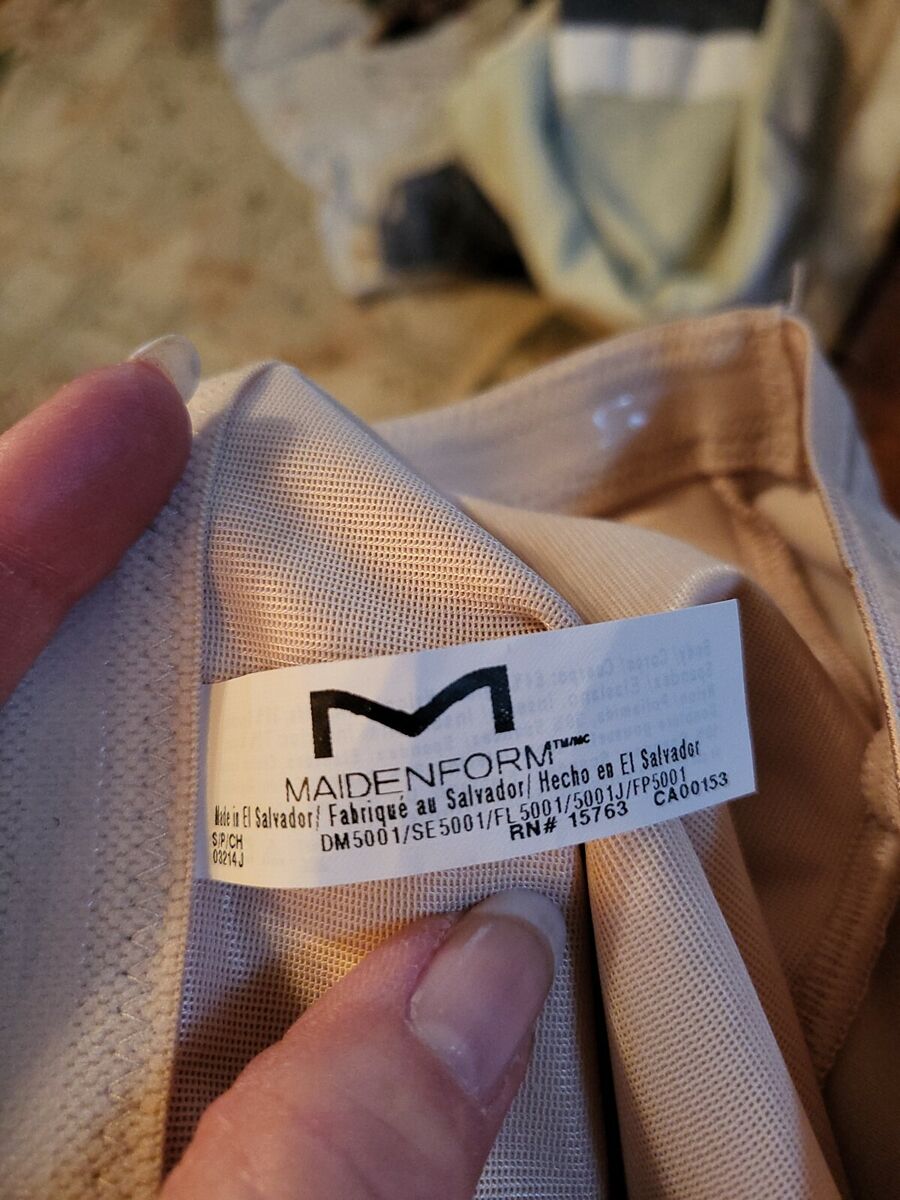 MAIDENFORM™/MC
Made in El Salvador/ Fabriqué au Salvador/ Hecho en El Salvador
S/P/CH
03214J
DM5001/SE5001/FL5001/5001J/FP5001
RN# 15763 CA00153